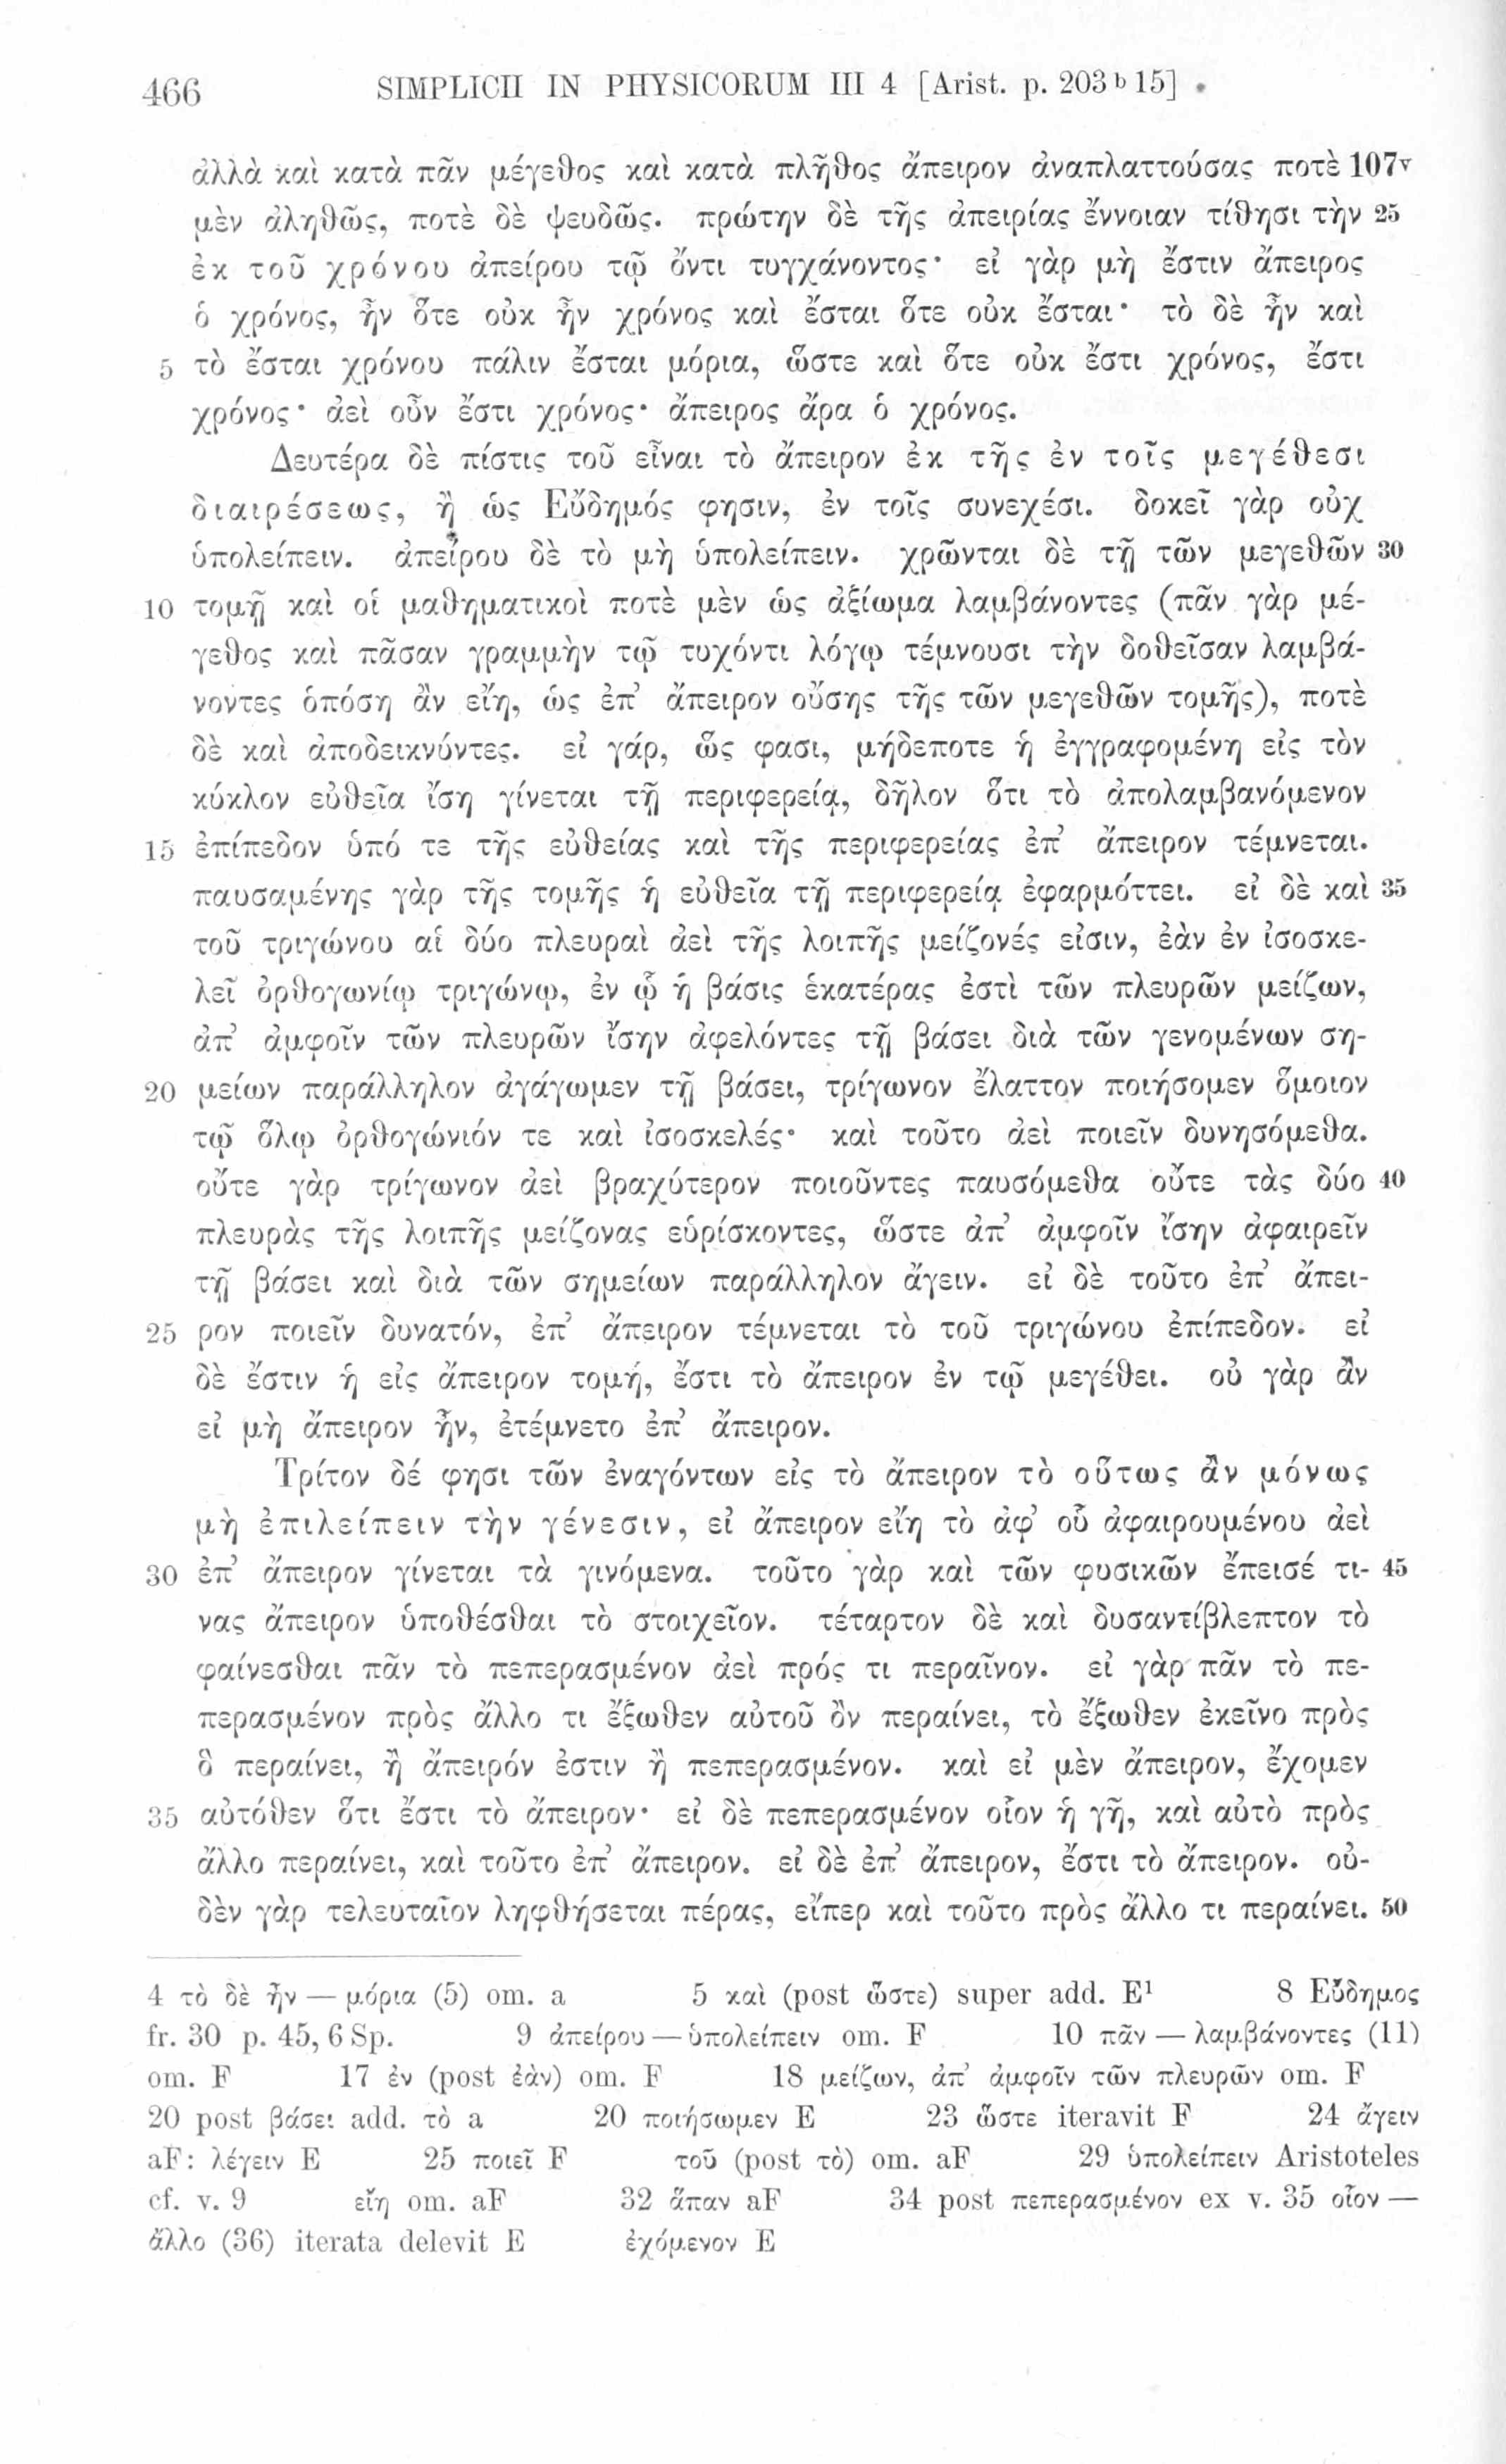 466 SIMPLICII IN PHYSICORUM III 4 [Arist. p. 203 b 15]
ἀλλὰ καὶ κατὰ πᾶν μέγεθος καὶ κατὰ πλῆθος ἄπειρον ἀναπλαττούσας ποτὲ 107v
μὲν ἀληθῶς, ποτὲ δὲ ψευδῶς. πρώτην δὲ τῆς ἀπειρίας ἔννοιαν τίθησι τὴν 25
ἐκ τοῦ χρόνου ἀπείρου τῷ ὄντι τυγχάνοντος· εἰ γὰρ μὴ ἔστιν ἄπειρος
ὁ χρόνος, ἦν ὅτε οὐκ ἦν χρόνος καὶ ἔσται ὅτε οὐκ ἔσται· τὸ δὲ ἦν καὶ
5 τὸ ἔσται χρόνου πάλιν ἔσται μόρια, ὥστε καὶ ὅτε οὐκ ἔστι χρόνος, ἔστι
χρόνος· ἀεὶ οὖν ἔστι χρόνος· ἄπειρος ἄρα ὁ χρόνος.
Δευτέρα δὲ πίστις τοῦ εἶναι τὸ ἄπειρον ἐκ τῆς ἐν τοῖς μεγέθεσι
διαιρέσεως, ἢ ὡς Εὔδημός φησιν, ἐν τοῖς συνεχέσι. δοκεῖ γὰρ οὐχ
ὑπολείπειν. ἀπείρου δὲ τὸ μὴ ὑπολείπειν. χρῶνται δὲ τῇ τῶν μεγεθῶν 30
10 τομῇ καὶ οἱ μαθηματικοὶ ποτὲ μὲν ὡς ἀξίωμα λαμβάνοντες (πᾶν γὰρ μέ-
γεθος καὶ πᾶσαν γραμμὴν τῷ τυχόντι λόγῳ τέμνουσι τὴν δοθεῖσαν λαμβά-
νοντες ὁπόση ἂν εἴη, ὡς ἐπ’ ἄπειρον οὔσης τῆς τῶν μεγεθῶν τομῆς), ποτὲ
δὲ καὶ ἀποδεικνύντες. εἰ γάρ, ὥς φασι, μήδεποτε ἡ ἐγγραφομένη εἰς τὸν
κύκλον εὐθεῖα ἴση γίνεται τῇ περιφερείᾳ, δῆλον ὅτι τὸ ἀπολαμβανόμενον
15 ἐπίπεδον ὑπό τε τῆς εὐθείας καὶ τῆς περιφερείας ἐπ’ ἄπειρον τέμνεται.
παυσαμένης γὰρ τῆς τομῆς ἡ εὐθεῖα τῇ περιφερείᾳ ἐφαρμόττει. εἰ δὲ καὶ 35
τοῦ τριγώνου αἱ δύο πλευραὶ ἀεὶ τῆς λοιπῆς μείζονές εἰσιν, ἐὰν ἐν ἰσοσκε-
λεῖ ὀρθογωνίῳ τριγώνῳ, ἐν ᾧ ἡ βάσις ἑκατέρας ἐστὶ τῶν πλευρῶν μείζων,
ἀπ’ ἀμφοῖν τῶν πλευρῶν ἴσην ἀφελόντες τῇ βάσει διὰ τῶν γενομένων ση-
20 μείων παράλληλον ἀγάγωμεν τῇ βάσει, τρίγωνον ἔλαττον ποιήσομεν ὅμοιον
τῷ ὅλῳ ὀρθογώνιόν τε καὶ ἰσοσκελές· καὶ τοῦτο ἀεὶ ποιεῖν δυνησόμεθα.
οὔτε γὰρ τρίγωνον ἀεὶ βραχύτερον ποιοῦντες παυσόμεθα οὔτε τὰς δύο 40
πλευρὰς τῆς λοιπῆς μείζονας εὑρίσκοντες, ὥστε ἀπ’ ἀμφοῖν ἴσην ἀφαιρεῖν
τῇ βάσει καὶ διὰ τῶν σημείων παράλληλον ἄγειν. εἰ δὲ τοῦτο ἐπ’ ἄπει-
25 ρον ποιεῖν δυνατόν, ἐπ’ ἄπειρον τέμνεται τὸ τοῦ τριγώνου ἐπίπεδον. εἰ
δὲ ἔστιν ἡ εἰς ἄπειρον τομή, ἔστι τὸ ἄπειρον ἐν τῷ μεγέθει. οὐ γὰρ ἂν
εἰ μὴ ἄπειρον ἦν, ἐτέμνετο ἐπ’ ἄπειρον.
Τρίτον δέ φησι τῶν ἐναγόντων εἰς τὸ ἄπειρον τὸ οὕτως ἂν μόνως
μὴ ἐπιλείπειν τὴν γένεσιν, εἰ ἄπειρον εἴη τὸ ἀφ’ οὗ ἀφαιρουμένου ἀεὶ
30 ἐπ’ ἄπειρον γίνεται τὰ γινόμενα. τοῦτο γὰρ καὶ τῶν φυσικῶν ἔπεισέ τι- 45
νας ἄπειρον ὑποθέσθαι τὸ στοιχεῖον. τέταρτον δὲ καὶ δυσαντίβλεπτον τὸ
φαίνεσθαι πᾶν τὸ πεπερασμένον ἀεὶ πρός τι περαῖνον. εἰ γὰρ πᾶν τὸ πε-
περασμένον πρὸς ἄλλο τι ἔξωθεν αὐτοῦ ὂν περαίνει, τὸ ἔξωθεν ἐκεῖνο πρὸς
ὃ περαίνει, ἢ ἄπειρόν ἐστιν ἢ πεπερασμένον. καὶ εἰ μὲν ἄπειρον, ἔχομεν
35 αὐτόθεν ὅτι ἔστι τὸ ἄπειρον· εἰ δὲ πεπερασμένον οἷον ἡ γῆ, καὶ αὐτὸ πρὸς
ἄλλο περαίνει, καὶ τοῦτο ἐπ’ ἄπειρον. εἰ δὲ ἐπ’ ἄπειρον, ἔστι τὸ ἄπειρον. οὐ-
δὲν γὰρ τελευταῖον ληφθήσεται πέρας, εἴπερ καὶ τοῦτο πρὸς ἄλλο τι περαίνει. 50
4 τὸ δὲ ἦν — μόρια (5) om. a 5 καὶ (post ὥστε) super add. E¹ 8 Εὔδημος
fr. 30 p. 45, 6 Sp. 9 ἀπείρου — ὑπολείπειν om. F 10 πᾶν — λαμβάνοντες (11)
om. F 17 ἐν (post ἐὰν) om. F 18 μείζων, ἀπ’ ἀμφοῖν τῶν πλευρῶν om. F
20 post βάσει add. τὸ a 20 ποιήσωμεν E 23 ὥστε iteravit F 24 ἄγειν
aF: λέγειν E 25 ποιεῖ F τοῦ (post τὸ) om. aF 29 ὑπολείπειν Aristoteles
cf. v. 9 εἴη om. aF 32 ἅπαν aF 34 post πεπερασμένον ex v. 35 οἷον —
ἄλλο (36) iterata delevit E ἐχόμενον E